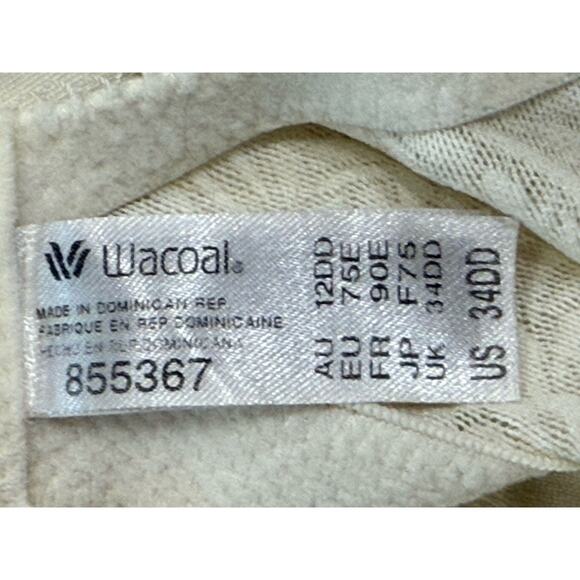 Wacoal®
MADE IN DOMINICAN REP.
FABRIQUE EN REP DOMINICAINE
HECHO EN REP DOMINICANA
855367
AU 12DD
EU 75E
FR 90E
JP F75
UK 34DD
US 34DD